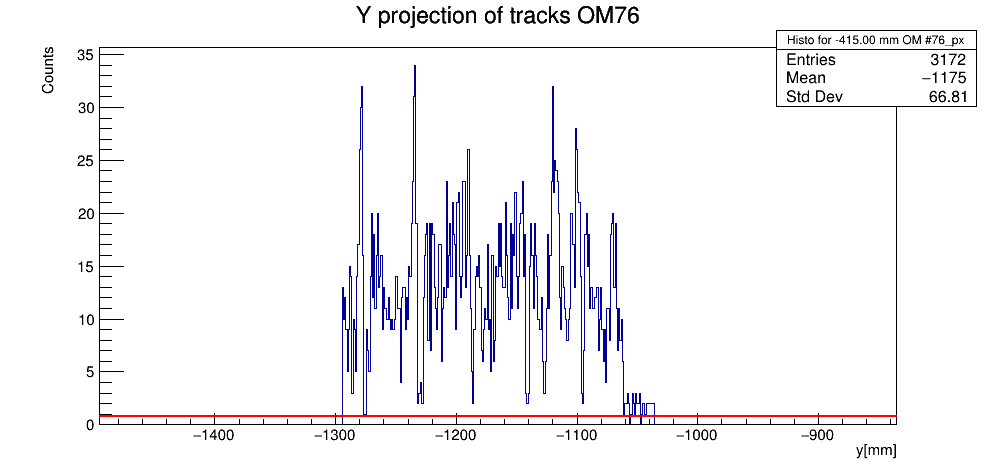 Y projection of tracks OM76
Histo for -415.00 mm OM #76_px
Entries 3172
Mean −1175
Std Dev 66.81
Counts
35
30
25
20
15
10
5
0
−1400 −1300 −1200 −1100 −1000 −900
y[mm]